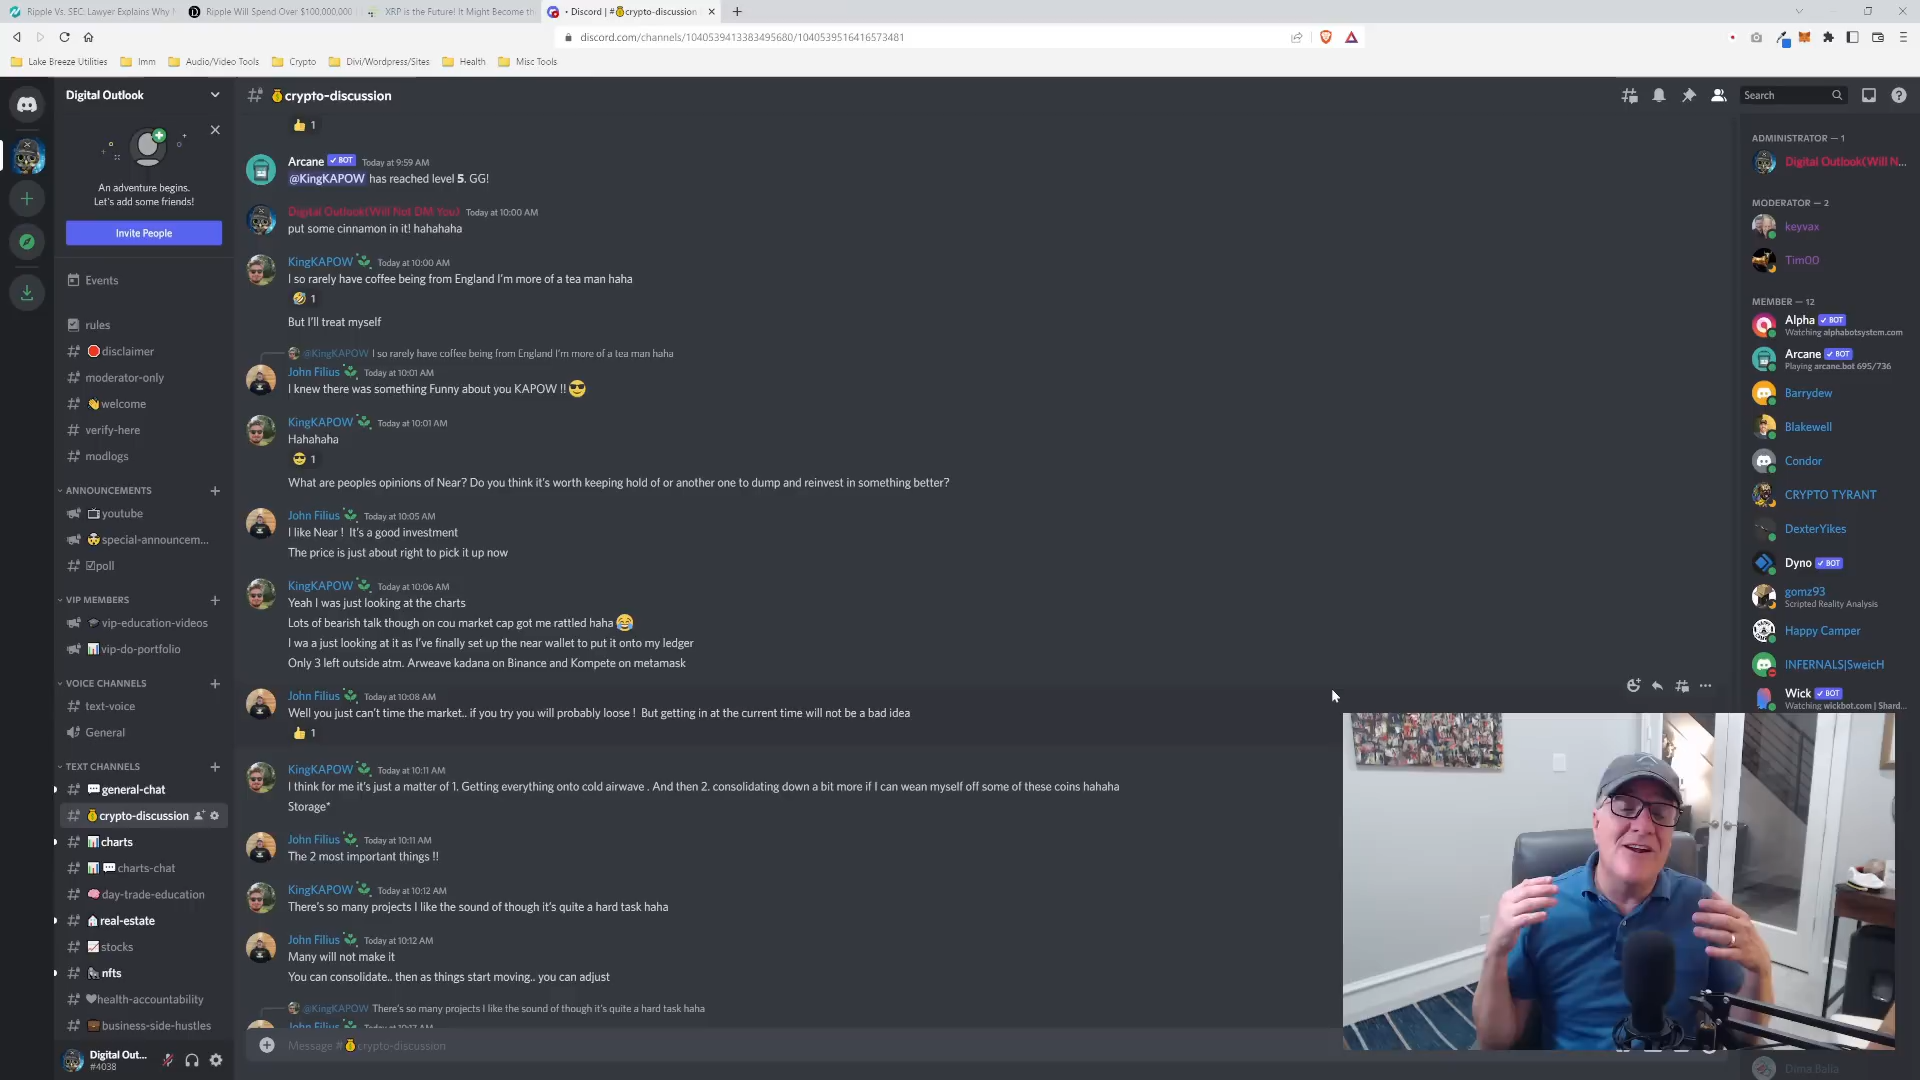 Ripple Vs. SEC: Lawyer Explains Why
Ripple Will Spend Over $100,000,000
XRP is the Future! It Might Become th
• Discord | #💰crypto-discussion
discord.com/channels/1040539413383495680/1040539516416573481
Lake Breeze Utilities
Imm
Audio/Video Tools
Crypto
Divi/Wordpress/Sites
Health
Misc Tools
Digital Outlook
An adventure begins.
Let's add some friends!
Invite People
Events
rules
🛑disclaimer
moderator-only
👋welcome
verify-here
modlogs
ANNOUNCEMENTS
📺youtube
special-announcem...
☑poll
VIP MEMBERS
🎓vip-education-videos
📊vip-do-portfolio
VOICE CHANNELS
text-voice
General
TEXT CHANNELS
💬general-chat
💰crypto-discussion
📊charts
📊💬charts-chat
🧠day-trade-education
🏠real-estate
📈stocks
nfts
♥health-accountability
💼business-side-hustles
Digital Out...
#4038
💰crypto-discussion
Search
👍 1
Arcane ✓ BOT Today at 9:59 AM
@KingKAPOW has reached level 5. GG!
Digital Outlook(Will Not DM You) Today at 10:00 AM
put some cinnamon in it! hahahaha
KingKAPOW Today at 10:00 AM
I so rarely have coffee being from England I'm more of a tea man haha
🤣 1
But I'll treat myself
@KingKAPOW I so rarely have coffee being from England I'm more of a tea man haha
John Filius Today at 10:01 AM
I knew there was something Funny about you KAPOW !! 😎
KingKAPOW Today at 10:01 AM
Hahahaha
😎 1
What are peoples opinions of Near? Do you think it's worth keeping hold of or another one to dump and reinvest in something better?
John Filius Today at 10:05 AM
I like Near ! It's a good investment
The price is just about right to pick it up now
KingKAPOW Today at 10:06 AM
Yeah I was just looking at the charts
Lots of bearish talk though on cou market cap got me rattled haha 😂
I wa a just looking at it as I've finally set up the near wallet to put it onto my ledger
Only 3 left outside atm. Arweave kadana on Binance and Kompete on metamask
John Filius Today at 10:08 AM
Well you just can't time the market.. if you try you will probably loose ! But getting in at the current time will not be a bad idea
👍 1
KingKAPOW Today at 10:11 AM
I think for me it's just a matter of 1. Getting everything onto cold airwave . And then 2. consolidating down a bit more if I can wean myself off some of these coins hahaha
Storage*
John Filius Today at 10:11 AM
The 2 most important things !!
KingKAPOW Today at 10:12 AM
There's so many projects I like the sound of though it's quite a hard task haha
John Filius Today at 10:12 AM
Many will not make it
You can consolidate.. then as things start moving.. you can adjust
@KingKAPOW There's so many projects I like the sound of though it's quite a hard task haha
John Filius Today at 10:17 AM
Message #💰crypto-discussion
ADMINISTRATOR — 1
Digital Outlook(Will N...
MODERATOR — 2
keyvax
Tim00
MEMBER — 12
Alpha ✓ BOT
Watching alphabotsystem.com
Arcane ✓ BOT
Playing arcane.bot 695/736
Barrydew
Blakewell
Condor
CRYPTO TYRANT
DexterYikes
Dyno ✓ BOT
gomz93
Scripted Reality Analysis
Happy Camper
INFERNALS|SweicH
Wick ✓ BOT
Watching wickbot.com | Shard...
Dima Balia